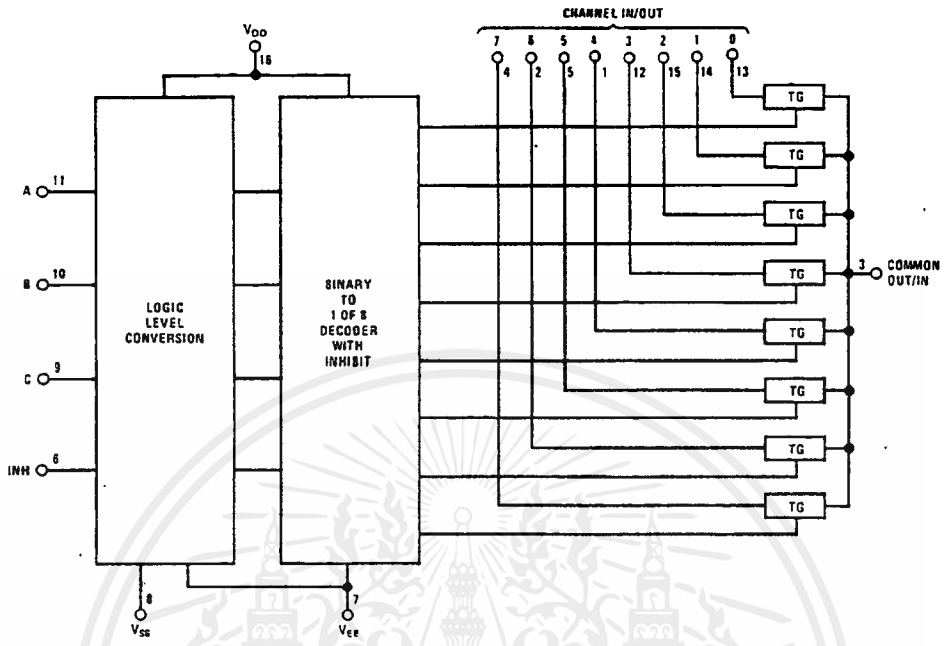 CHANNEL IN/OUT
7 6 5 4 3 2 1 0
4 2 5 1 12 15 14 13
VDD
16
TG
TG
TG
TG
TG
TG
TG
TG
A 11
B 10
C 9
INH 6
LOGIC
LEVEL
CONVERSION
BINARY
TO
1 OF 8
DECODER
WITH
INHIBIT
3 COMMON
OUT/IN
8
VSS
7
VEE